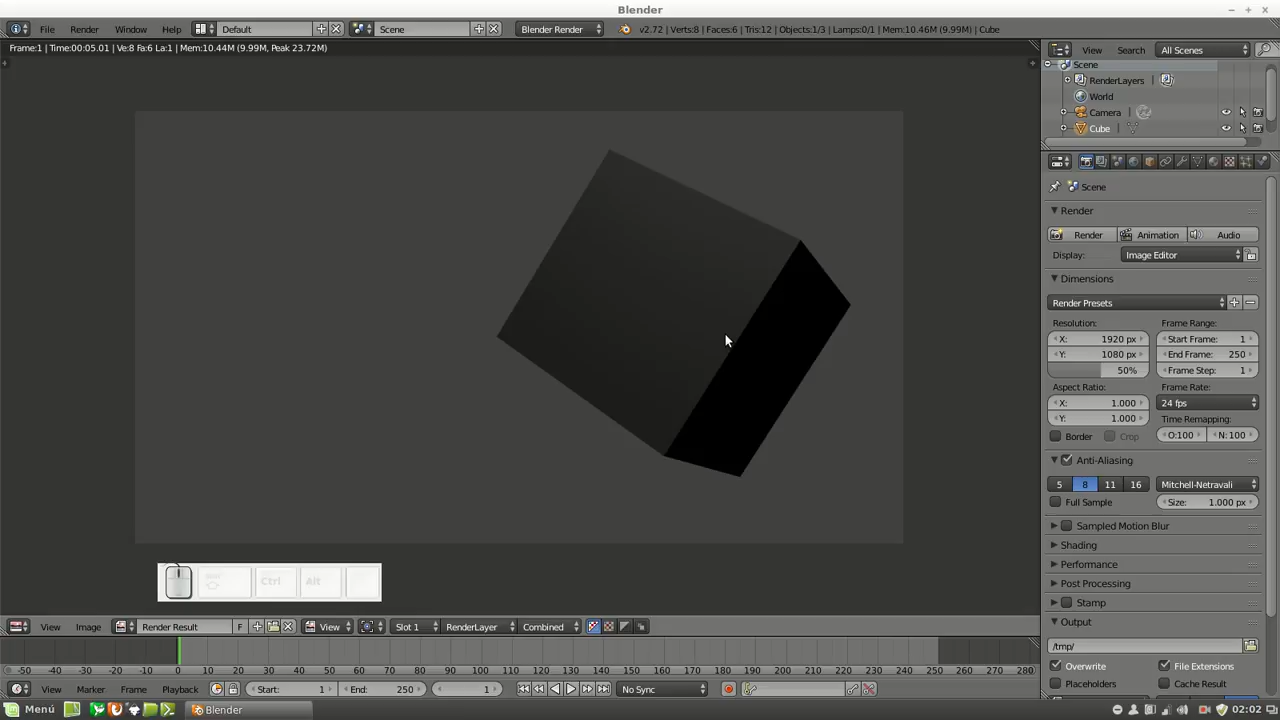 Blender
File Render Window Help Default Scene Blender Render v2.72 | Verts:8 | Faces:6 | Tris:12 | Objects:1/3 | Lamps:0/1 | Mem:10.46M (9.99M) | Cube
Frame:1 | Time:00:05.01 | Ve:8 Fa:6 La:1 | Mem:10.44M (9.99M, Peak 23.72M)
View Search All Scenes
Scene
RenderLayers
World
Camera
Cube
Scene
Render
Render Animation Audio
Display: Image Editor
Dimensions
Render Presets
Resolution: Frame Range:
X: 1920 px Start Frame: 1
Y: 1080 px End Frame: 250
50% Frame Step: 1
Aspect Ratio: Frame Rate:
X: 1.000 24 fps
Y: 1.000 Time Remapping:
Border Crop O:100 N:100
Anti-Aliasing
5 8 11 16 Mitchell-Netravali
Full Sample Size: 1.000 px
Sampled Motion Blur
Shading
Performance
Post Processing
Stamp
Output
/tmp/
Overwrite File Extensions
Placeholders Cache Result
Ctrl Alt
View Image Render Result F View Slot 1 RenderLayer Combined
-50 -40 -30 -20 -10 0 10 20 30 40 50 60 70 80 90 100 110 120 130 140 150 160 170 180 190 200 210 220 230 240 250 260 270 280
View Marker Frame Playback Start: 1 End: 250 1 No Sync
Menú Blender 02:02